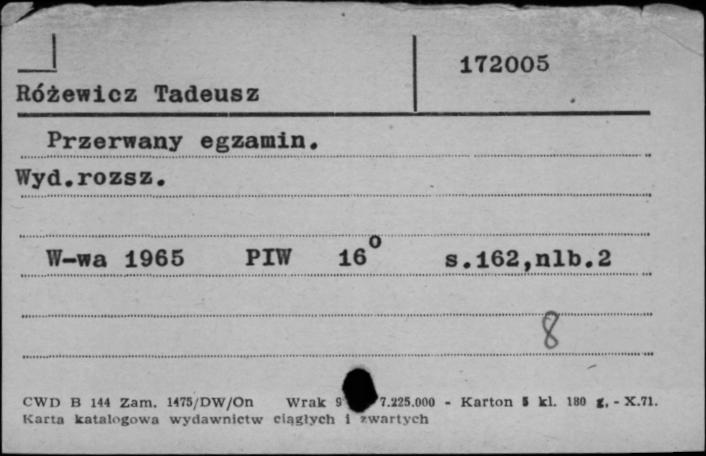 172005
Różewicz Tadeusz
Przerwany egzamin.
Wyd.rozsz.
W-wa 1965 PIW 16° s.162,nlb.2
8
CWD B 144 Zam. 1475/DW/On Wrak 9 7.225.000 - Karton 5 kl. 180 g. - X.71.
Karta katalogowa wydawnictw ciągłych i zwartych